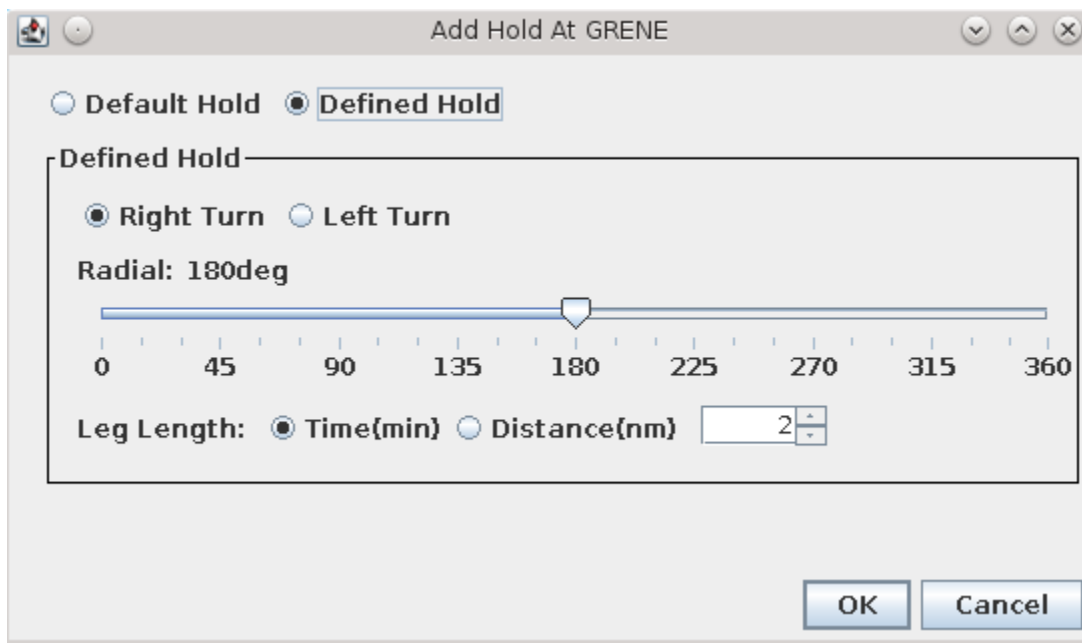 Add Hold At GRENE
Default Hold Defined Hold
Defined Hold
Right Turn Left Turn
Radial: 180deg
0 45 90 135 180 225 270 315 360
Leg Length: Time{min} Distance{nm} 2
OK Cancel